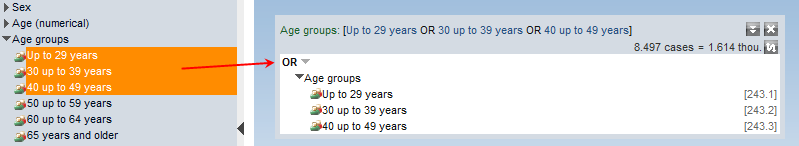 Sex
Age (numerical)
Age groups
Up to 29 years
30 up to 39 years
40 up to 49 years
50 up to 59 years
60 up to 64 years
65 years and older
Age groups: [Up to 29 years OR 30 up to 39 years OR 40 up to 49 years]
8.497 cases = 1.614 thou.
OR
Age groups
Up to 29 years [243.1]
30 up to 39 years [243.2]
40 up to 49 years [243.3]